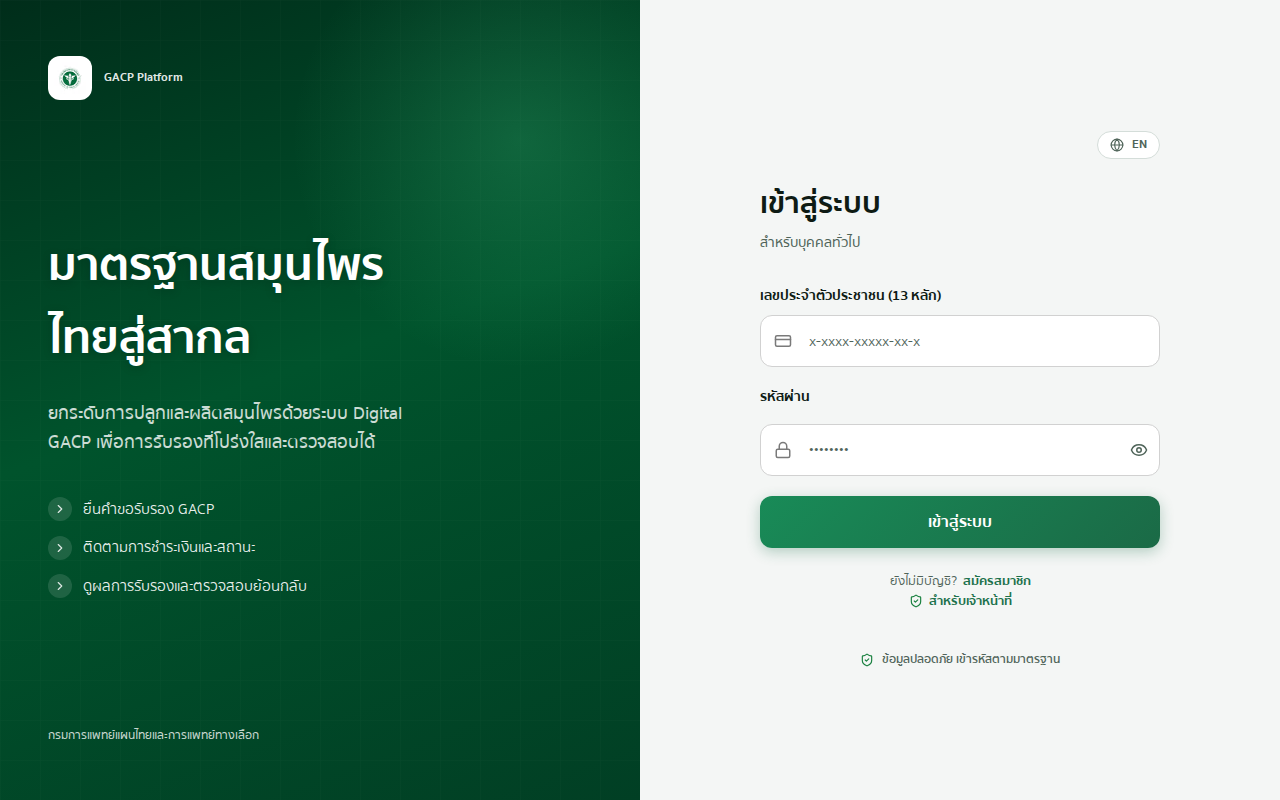 GACP Platform
มาตรฐานสมุนไพร
ไทยสู่สากล
ยกระดับการปลูกและผลิตสมุนไพรด้วยระบบ Digital
GACP เพื่อการรับรองที่โปร่งใสและตรวจสอบได้
ยื่นคำขอรับรอง GACP
ติดตามการชำระเงินและสถานะ
ดูผลการรับรองและตรวจสอบย้อนกลับ
กรมการแพทย์แผนไทยและการแพทย์ทางเลือก
EN
เข้าสู่ระบบ
สำหรับบุคคลทั่วไป
เลขประจำตัวประชาชน (13 หลัก)
x-xxxx-xxxxx-xx-x
รหัสผ่าน
••••••••
เข้าสู่ระบบ
ยังไม่มีบัญชี? สมัครสมาชิก
สำหรับเจ้าหน้าที่
ข้อมูลปลอดภัย เข้ารหัสตามมาตรฐาน